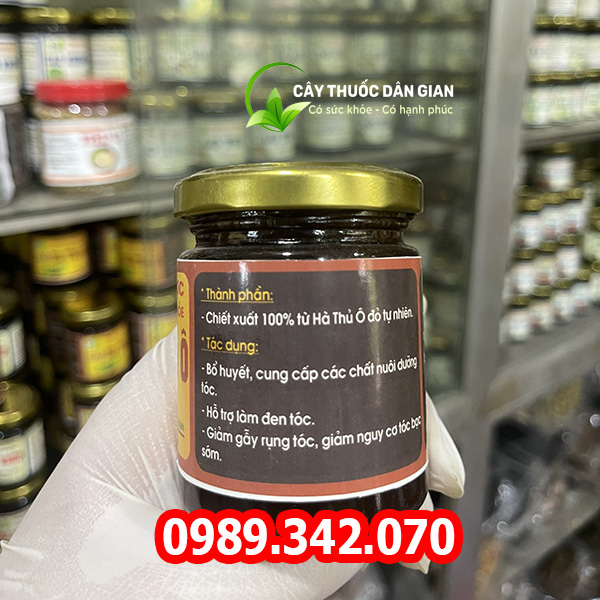 CÂY THUỐC DÂN GIAN
Có sức khỏe - Có hạnh phúc
* Thành phần:
- Chiết xuất 100% từ Hà Thủ Ô đỏ tự nhiên.
* Tác dụng:
- Bổ huyết, cung cấp các chất nuôi dưỡng
tóc.
- Hỗ trợ làm đen tóc.
- Giảm gẫy rụng tóc, giảm nguy cơ tóc bạc
sớm.
Ô
0989.342.070